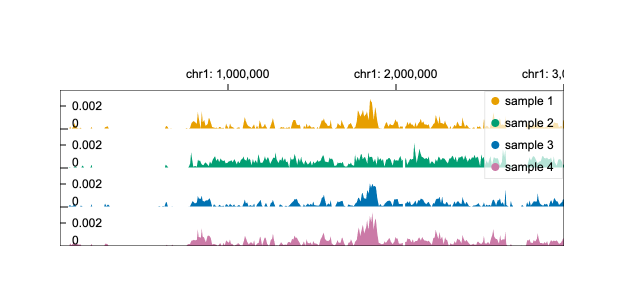 chr1: 1,000,000 chr1: 2,000,000 chr1: 3,0
0.002 sample 1
0 sample 2
0.002
0 sample 3
0.002 sample 4
0
0.002
0